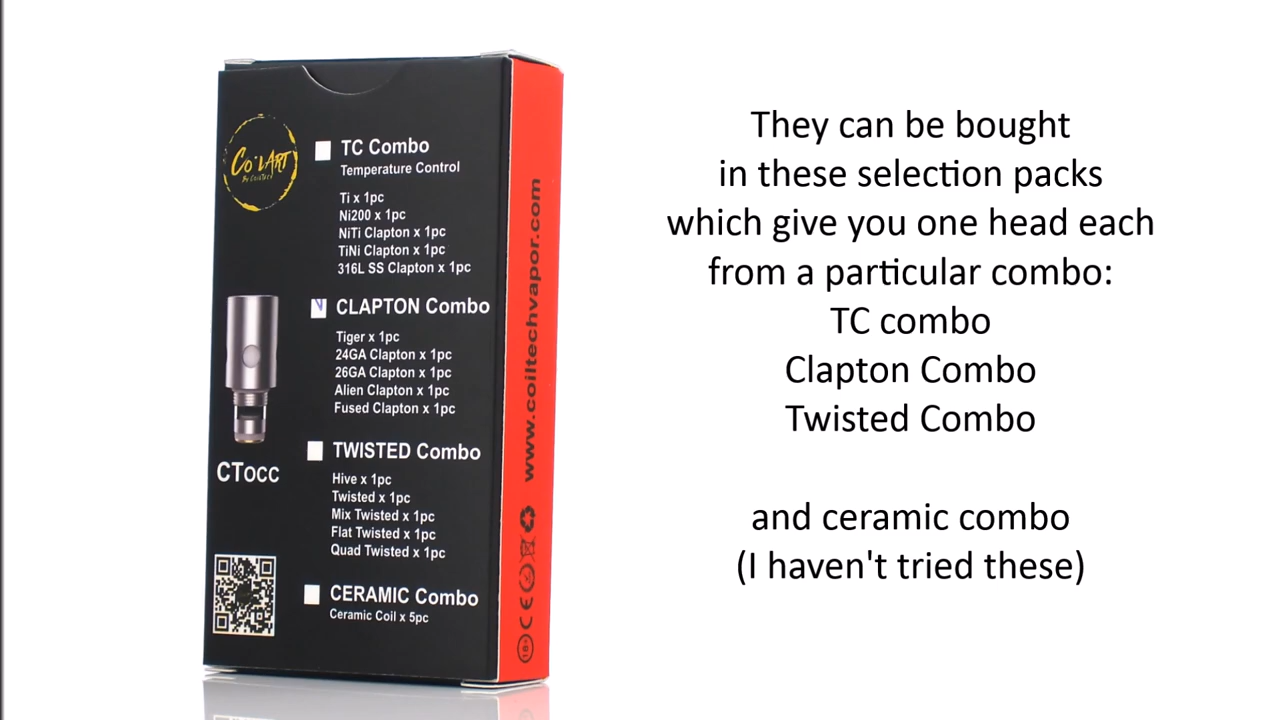 Co·lART
By CoilTech
TC Combo
Temperature Control
Ti x 1pc
Ni200 x 1pc
NiTi Clapton x 1pc
TiNi Clapton x 1pc
316L SS Clapton x 1pc
CLAPTON Combo
Tiger x 1pc
24GA Clapton x 1pc
26GA Clapton x 1pc
Alien Clapton x 1pc
Fused Clapton x 1pc
CTOCC
TWISTED Combo
Hive x 1pc
Twisted x 1pc
Mix Twisted x 1pc
Flat Twisted x 1pc
Quad Twisted x 1pc
CERAMIC Combo
Ceramic Coil x 5pc
www.coiltechvapor.com
18+ CE
They can be bought
in these selection packs
which give you one head each
from a particular combo:
TC combo
Clapton Combo
Twisted Combo
and ceramic combo
(I haven't tried these)